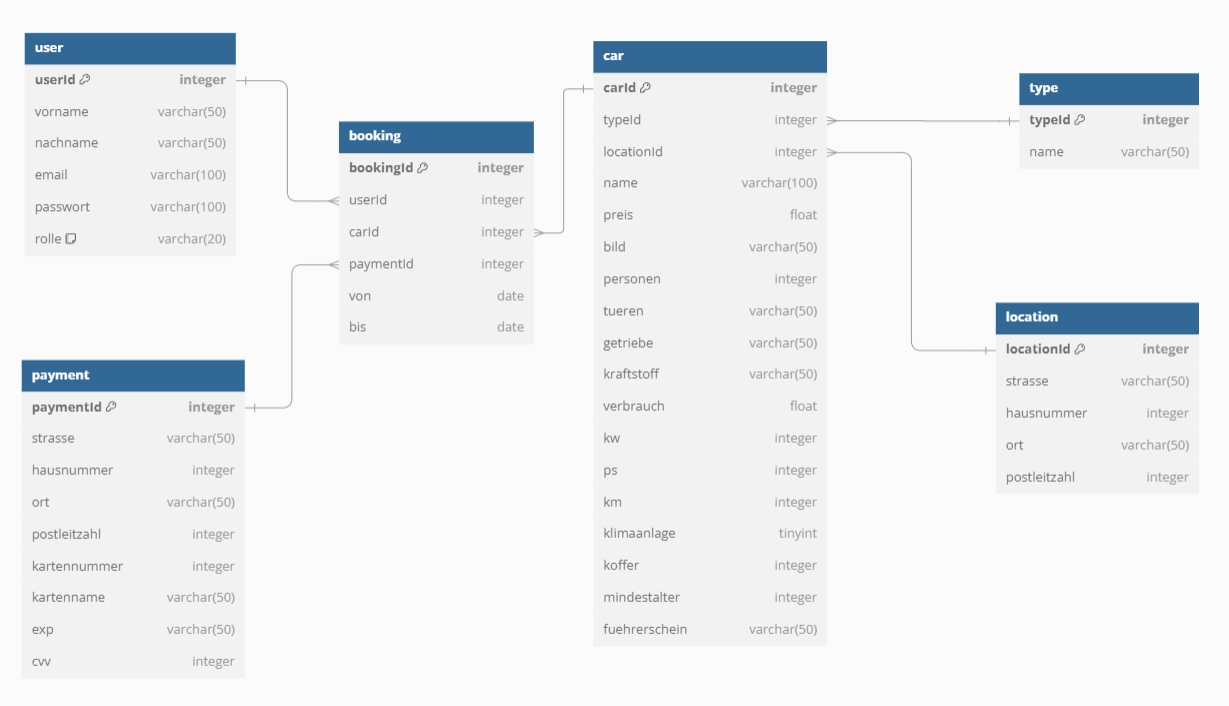 user
userId integer
vorname varchar(50)
nachname varchar(50)
email varchar(100)
passwort varchar(100)
rolle varchar(20)
booking
bookingId integer
userId integer
carId integer
paymentId integer
von date
bis date
payment
paymentId integer
strasse varchar(50)
hausnummer integer
ort varchar(50)
postleitzahl integer
kartennummer integer
kartenname varchar(50)
exp varchar(50)
cvv integer
car
carId integer
typeId integer
locationId integer
name varchar(100)
preis float
bild varchar(50)
personen integer
tueren varchar(50)
getriebe varchar(50)
kraftstoff varchar(50)
verbrauch float
kw integer
ps integer
km integer
klimaanlage tinyint
koffer integer
mindestalter integer
fuehrerschein varchar(50)
type
typeId integer
name varchar(50)
location
locationId integer
strasse varchar(50)
hausnummer integer
ort varchar(50)
postleitzahl integer